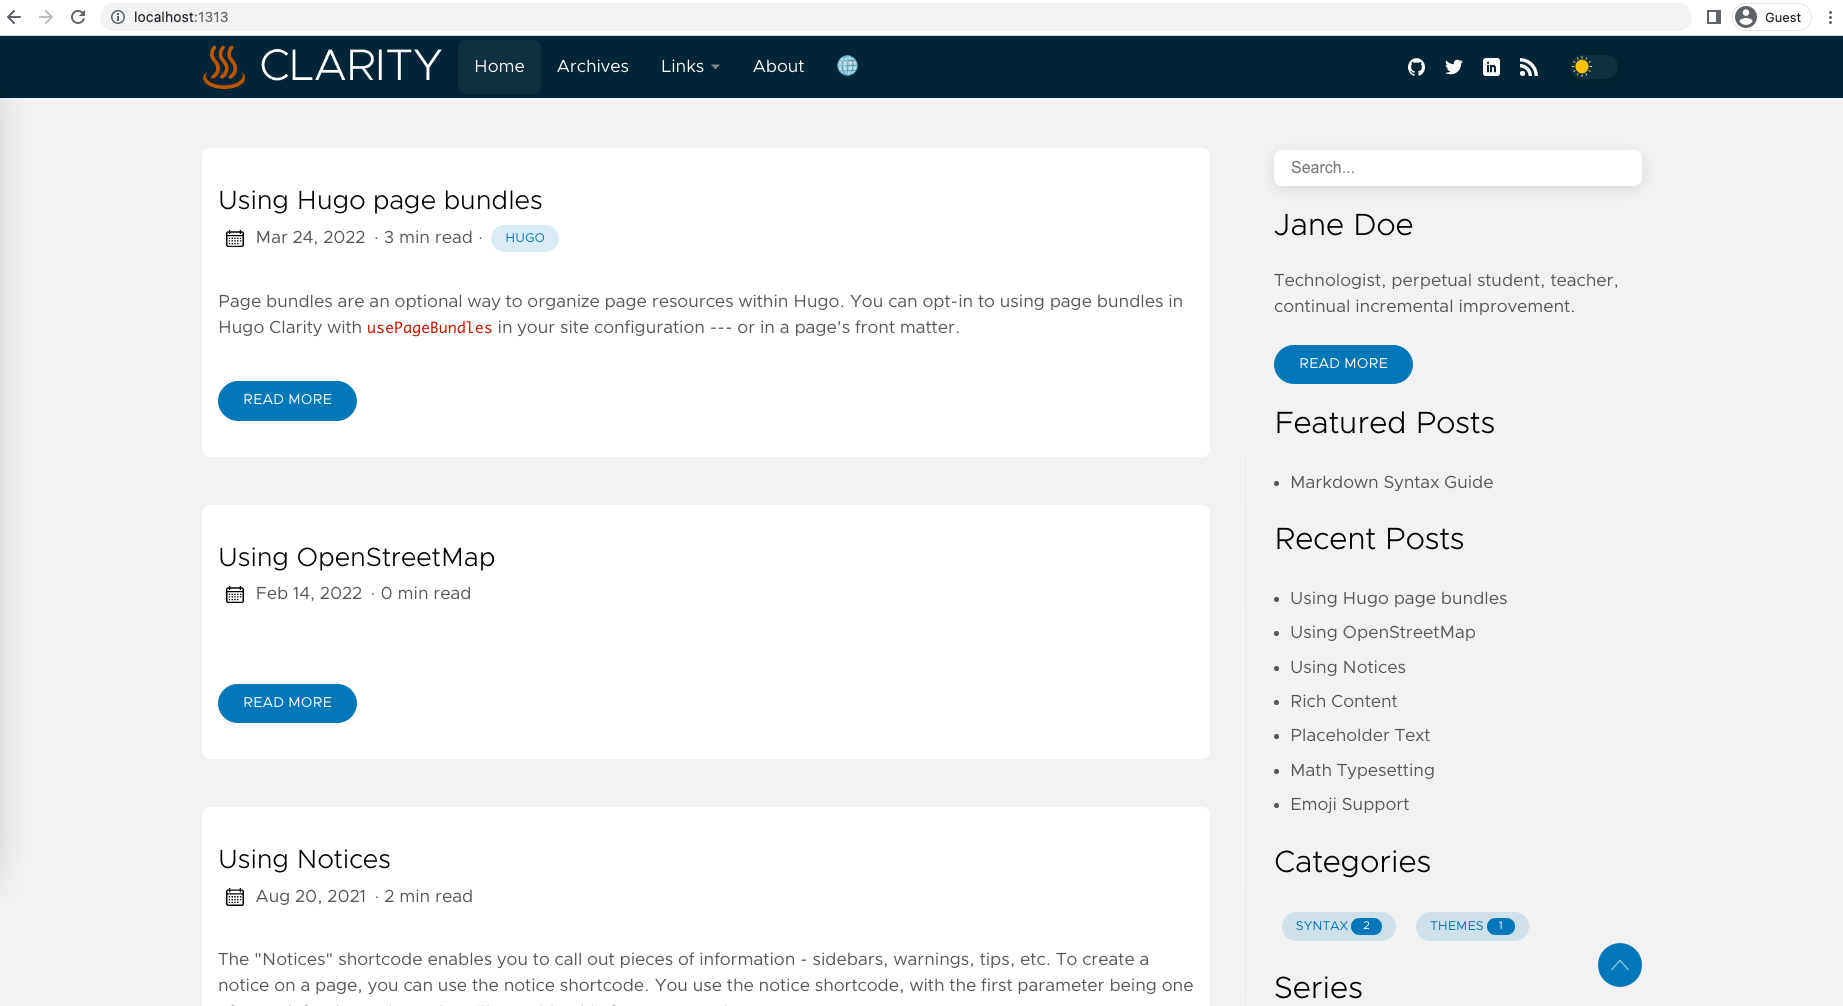 localhost:1313
Guest
CLARITY
Home
Archives
Links
About
Using Hugo page bundles
Mar 24, 2022 · 3 min read · HUGO
Page bundles are an optional way to organize page resources within Hugo. You can opt-in to using page bundles in
Hugo Clarity with usePageBundles in your site configuration --- or in a page's front matter.
READ MORE
Using OpenStreetMap
Feb 14, 2022 · 0 min read
READ MORE
Using Notices
Aug 20, 2021 · 2 min read
The "Notices" shortcode enables you to call out pieces of information - sidebars, warnings, tips, etc. To create a
notice on a page, you can use the notice shortcode. You use the notice shortcode, with the first parameter being one
Search...
Jane Doe
Technologist, perpetual student, teacher,
continual incremental improvement.
READ MORE
Featured Posts
• Markdown Syntax Guide
Recent Posts
• Using Hugo page bundles
• Using OpenStreetMap
• Using Notices
• Rich Content
• Placeholder Text
• Math Typesetting
• Emoji Support
Categories
SYNTAX 2
THEMES 1
Series